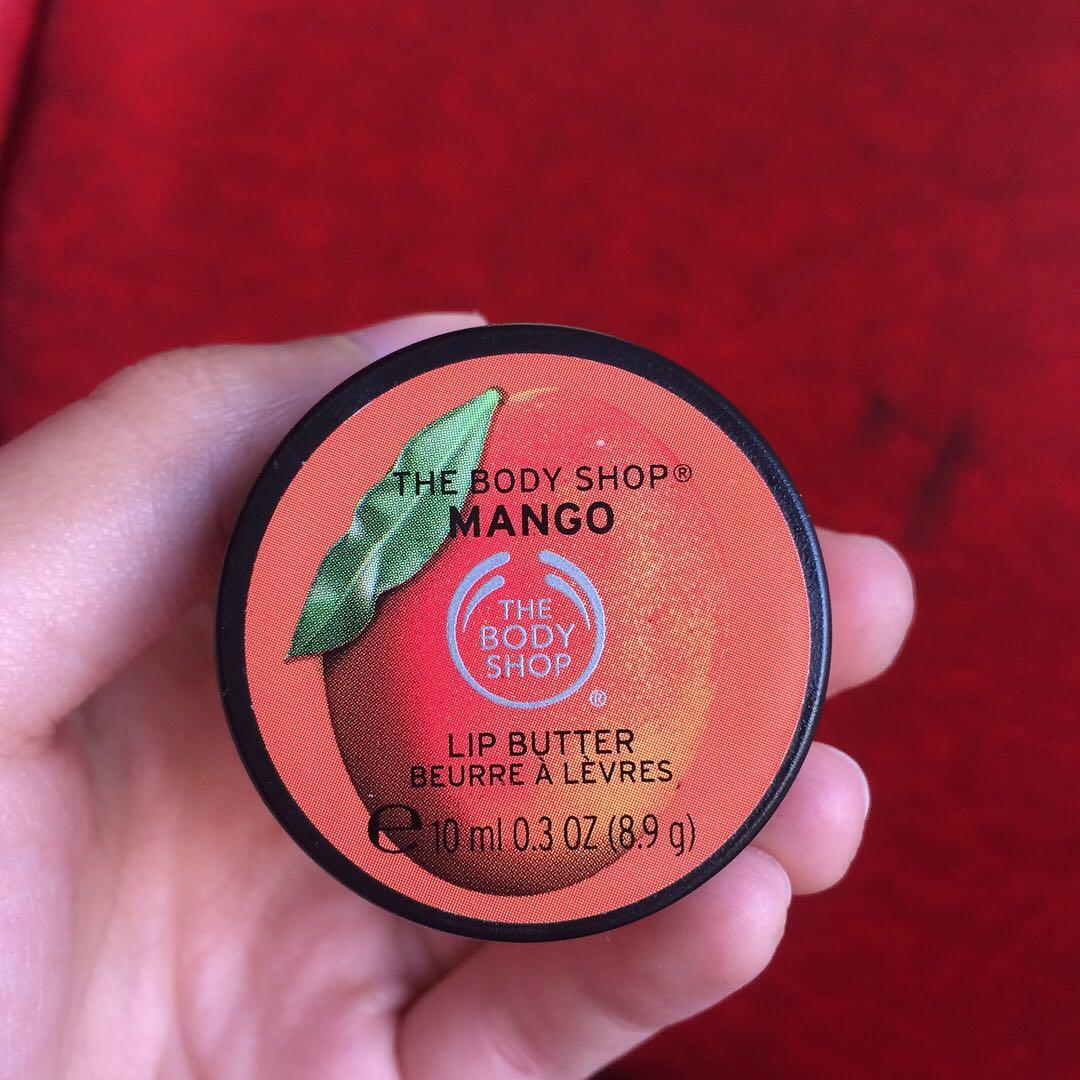 THE BODY SHOP®
MANGO
THE
BODY
SHOP
®
LIP BUTTER
BEURRE À LÈVRES
℮ 10 ml 0.3 OZ (8.9 g)